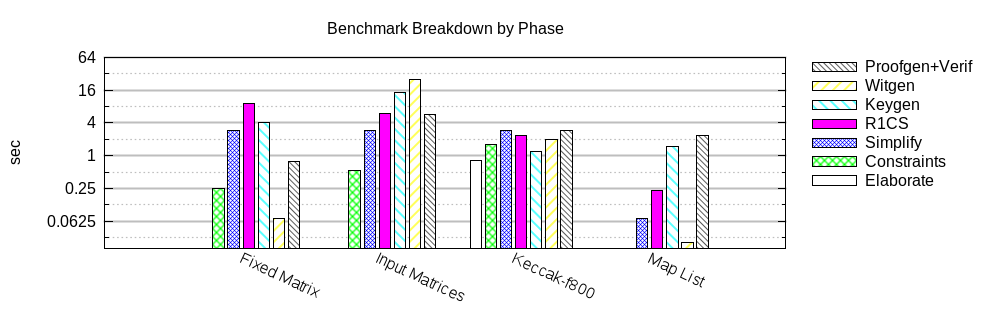 Benchmark Breakdown by Phase
64
16
4
1
0.25
0.0625
sec
Fixed Matrix
Input Matrices
Keccak-f800
Map List
Proofgen+Verif
Witgen
Keygen
R1CS
Simplify
Constraints
Elaborate